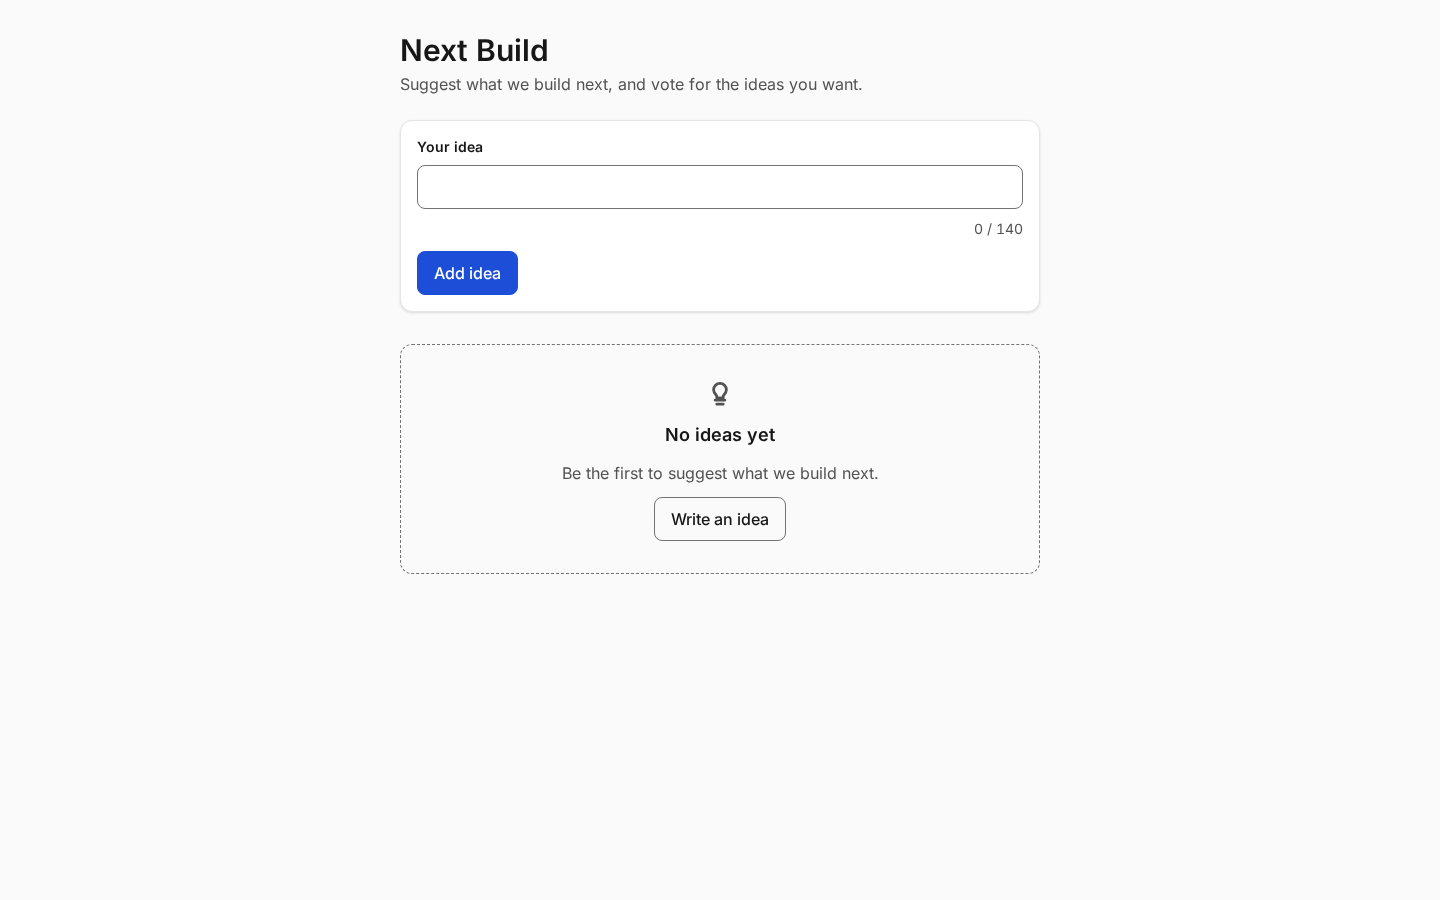 Next Build
Suggest what we build next, and vote for the ideas you want.
Your idea
0 / 140
Add idea
No ideas yet
Be the first to suggest what we build next.
Write an idea